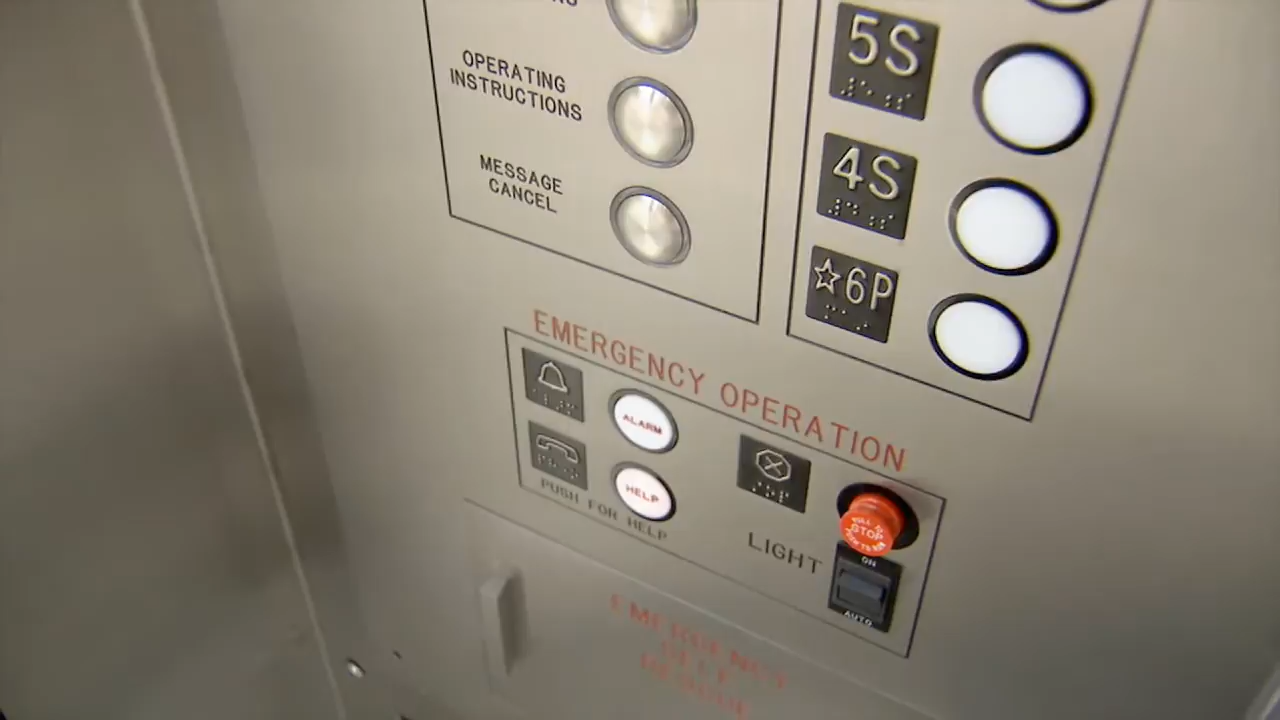 OPERATING
INSTRUCTIONS
MESSAGE
CANCEL
5S
4S
☆6P
EMERGENCY OPERATION
ALARM
HELP
PUSH FOR HELP
STOP
LIGHT
ON
AUTO
EMERGENCY
SELF
RESCUE